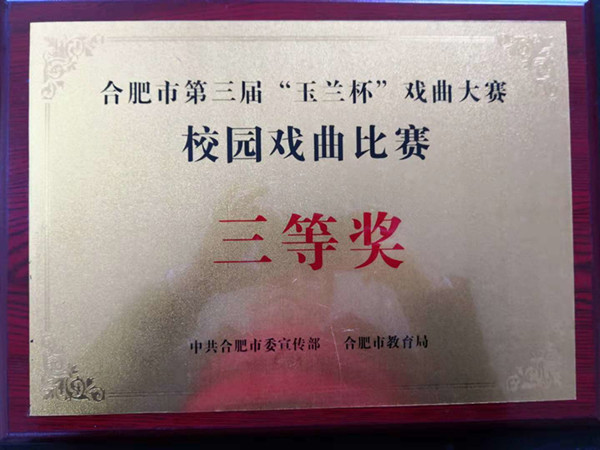 合肥市第三届“玉兰杯”戏曲大赛
校园戏曲比赛
三等奖
中共合肥市委宣传部 合肥市教育局